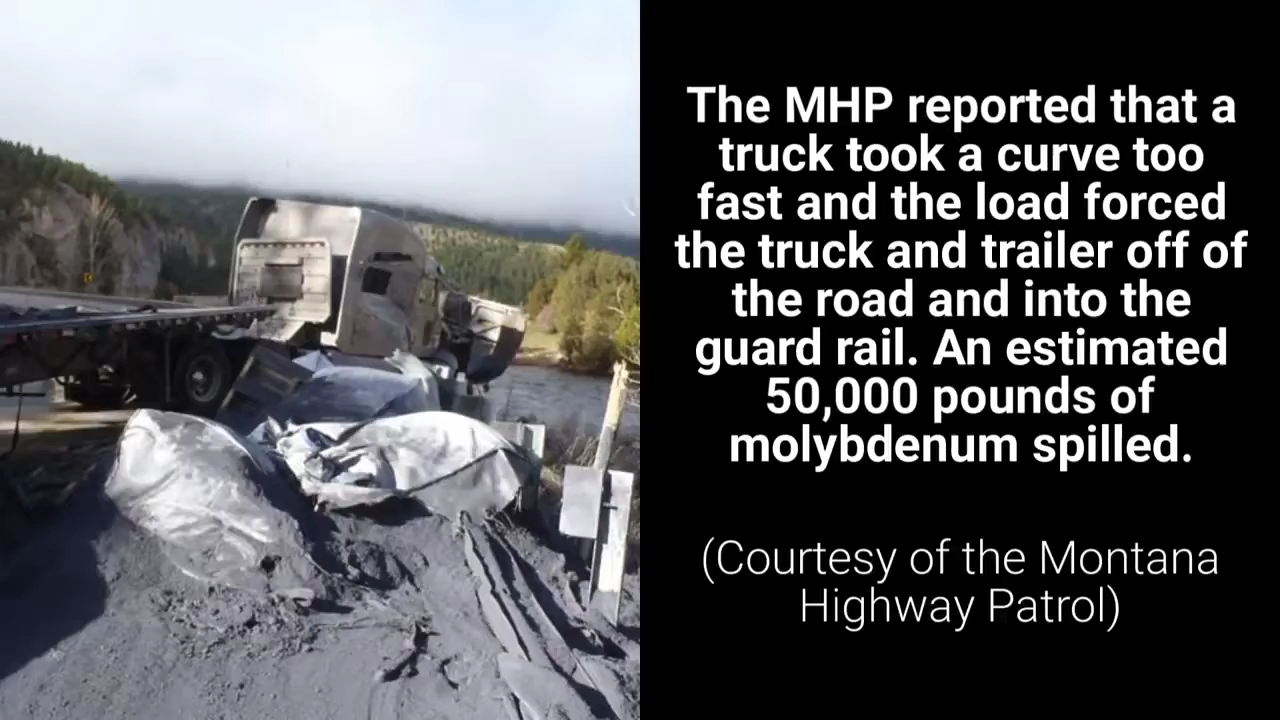 The MHP reported that a
truck took a curve too
fast and the load forced
the truck and trailer off of
the road and into the
guard rail. An estimated
50,000 pounds of
molybdenum spilled.
(Courtesy of the Montana
Highway Patrol)